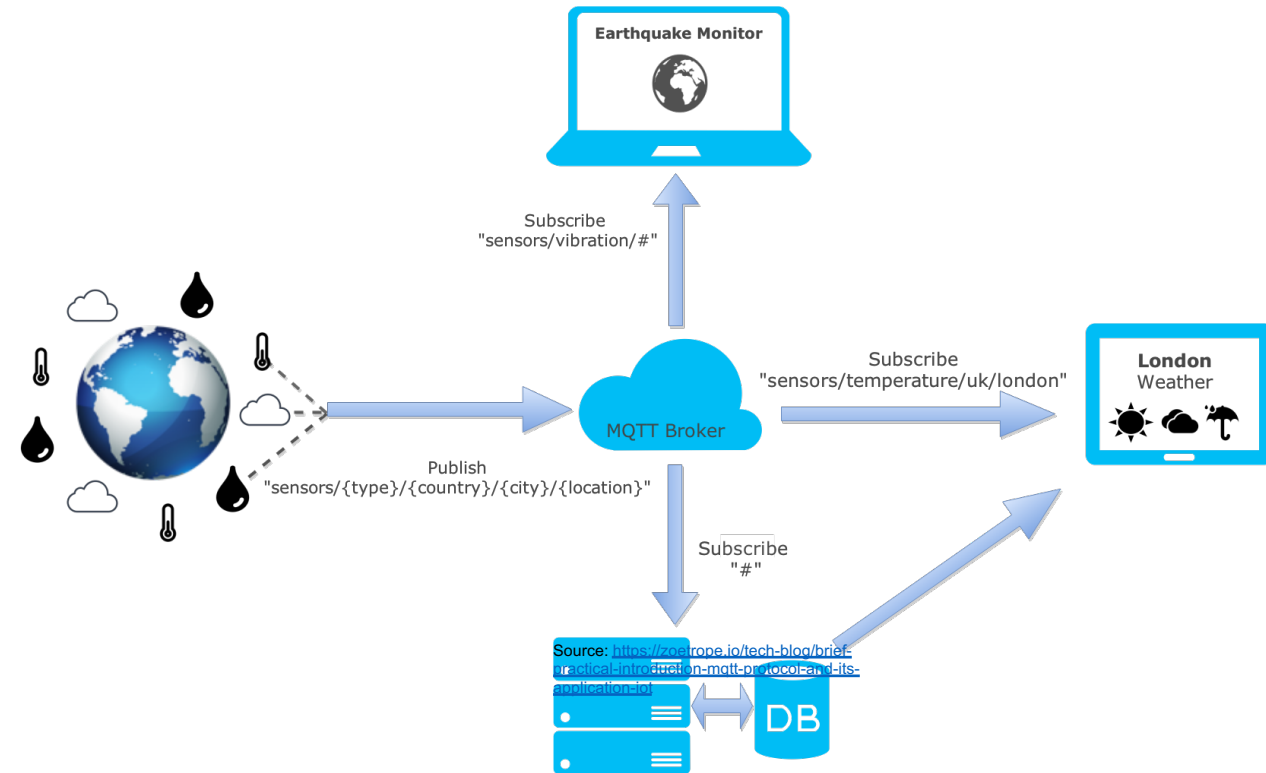 Earthquake Monitor
Subscribe
"sensors/vibration/#"
Subscribe
"sensors/temperature/uk/london"
London
Weather
MQTT Broker
Publish
"sensors/{type}/{country}/{city}/{location}"
Subscribe
"#"
Source: https://zoetrope.io/tech-blog/brief-
practical-introduction-mqtt-protocol-and-its-
application-iot
DB